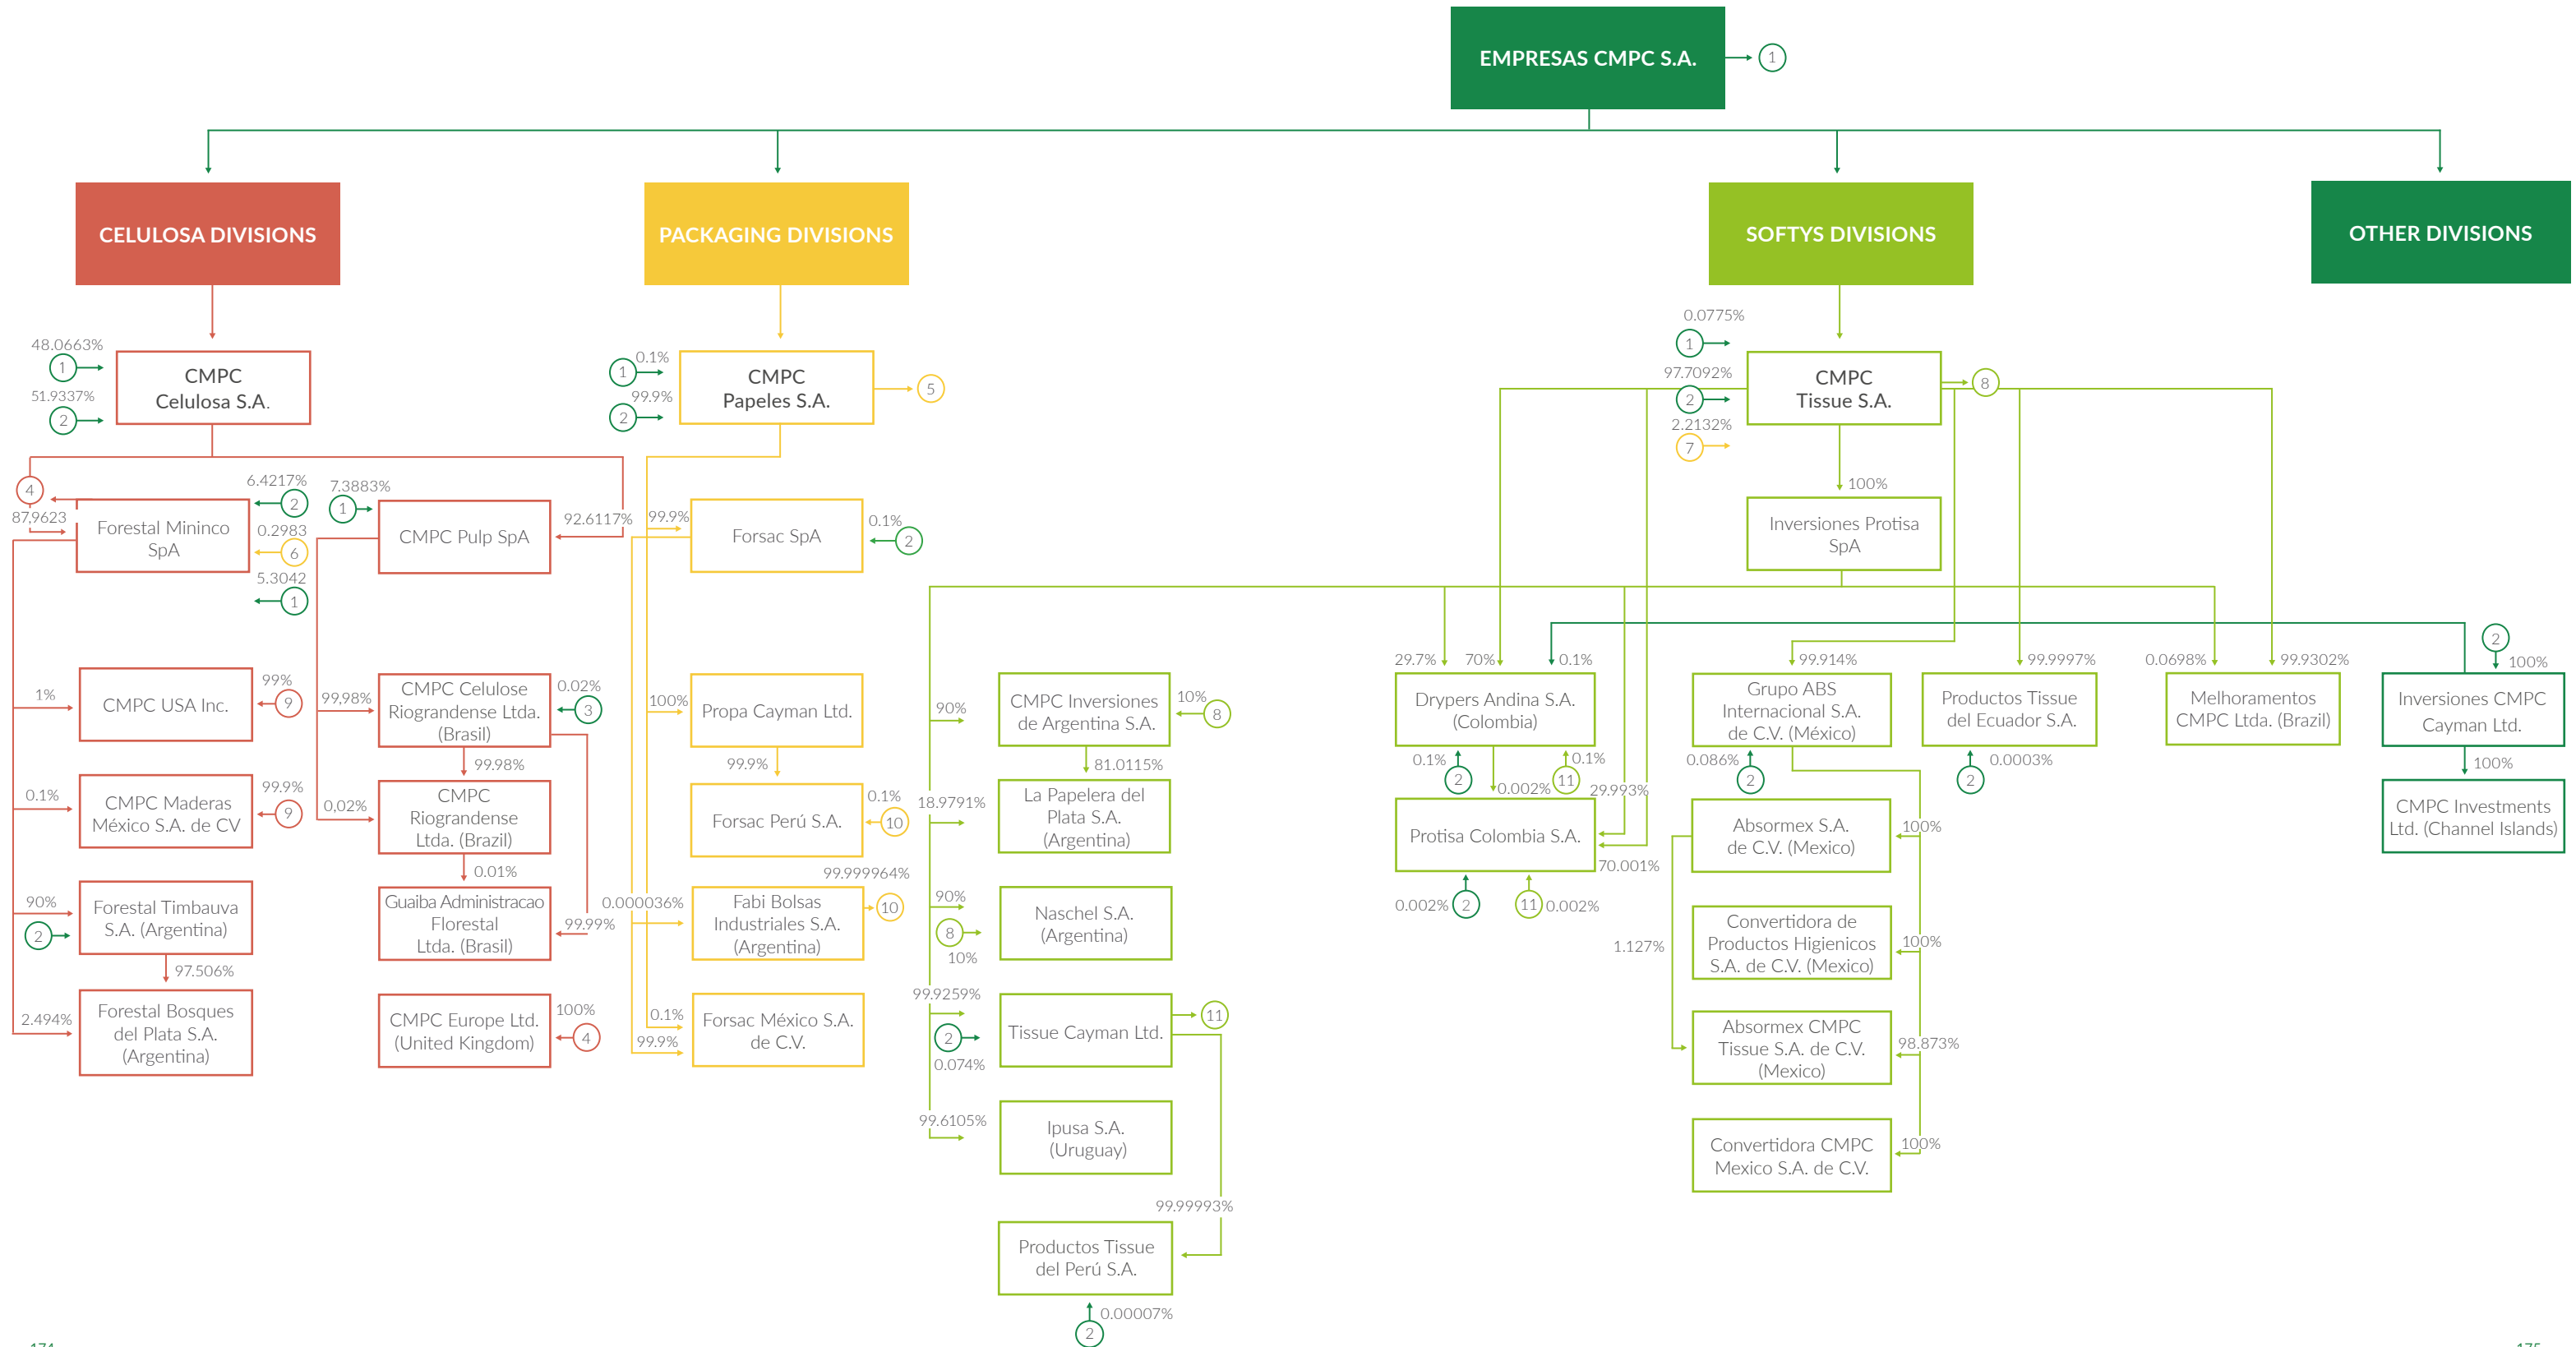 EMPRESAS CMPC S.A.
1
CELULOSA DIVISIONS
PACKAGING DIVISIONS
SOFTYS DIVISIONS
OTHER DIVISIONS
48.0663%
1
51.9337%
2
CMPC
Celulosa S.A.
0.1%
1
99.9%
2
CMPC
Papeles S.A.
5
0.0775%
1
97.7092%
2
2.2132%
7
CMPC
Tissue S.A.
8
100%
Inversiones Protisa
SpA
4
87,9623
Forestal Mininco
SpA
6.4217%
2
0.2983
6
5.3042
1
7.3883%
1
CMPC Pulp SpA
92.6117%
99.9%
Forsac SpA
0.1%
2
1%
CMPC USA Inc.
99%
9
0.1%
CMPC Maderas
México S.A. de CV
99.9%
9
90%
2
Forestal Timbauva
S.A. (Argentina)
97.506%
2.494%
Forestal Bosques
del Plata S.A.
(Argentina)
99,98%
CMPC Celulose
Riograndense Ltda.
(Brasil)
0.02%
3
99.98%
0,02%
CMPC
Riograndense
Ltda. (Brazil)
0.01%
Guaiba Administracao
Florestal
Ltda. (Brasil)
99.99%
CMPC Europe Ltd.
(United Kingdom)
100%
4
100%
Propa Cayman Ltd.
99.9%
Forsac Perú S.A.
0.1%
10
99.999964%
0.000036%
Fabi Bolsas
Industriales S.A.
(Argentina)
10
0.1%
99.9%
Forsac México S.A.
de C.V.
90%
CMPC Inversiones
de Argentina S.A.
10%
8
81.0115%
18.9791%
La Papelera del
Plata S.A.
(Argentina)
90%
8
10%
Naschel S.A.
(Argentina)
99.9259%
2
0.074%
Tissue Cayman Ltd.
11
99.6105%
Ipusa S.A.
(Uruguay)
99.99993%
Productos Tissue
del Perú S.A.
0.00007%
2
29.7%
70%
0.1%
Drypers Andina S.A.
(Colombia)
0.1%
2
0.002%
11
0.1%
29.993%
Protisa Colombia S.A.
70.001%
0.002%
2
11
0.002%
99.914%
Grupo ABS
Internacional S.A.
de C.V. (México)
0.086%
2
Absormex S.A.
de C.V. (Mexico)
100%
Convertidora de
Productos Higienicos
S.A. de C.V. (Mexico)
100%
1.127%
Absormex CMPC
Tissue S.A. de C.V.
(Mexico)
98.873%
Convertidora CMPC
Mexico S.A. de C.V.
100%
99.9997%
Productos Tissue
del Ecuador S.A.
2
0.0003%
0.0698%
99.9302%
Melhoramentos
CMPC Ltda. (Brazil)
2
100%
Inversiones CMPC
Cayman Ltd.
100%
CMPC Investments
Ltd. (Channel Islands)
174
175